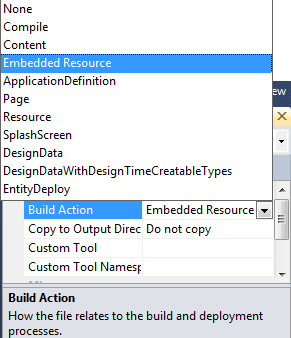 None
Compile
Content
Embedded Resource
ApplicationDefinition
Page
Resource
SplashScreen
DesignData
DesignDataWithDesignTimeCreatableTypes
EntityDeploy
ew
Build Action Embedded Resource
Copy to Output Direc Do not copy
Custom Tool
Custom Tool Namesp
Build Action
How the file relates to the build and deployment
processes.